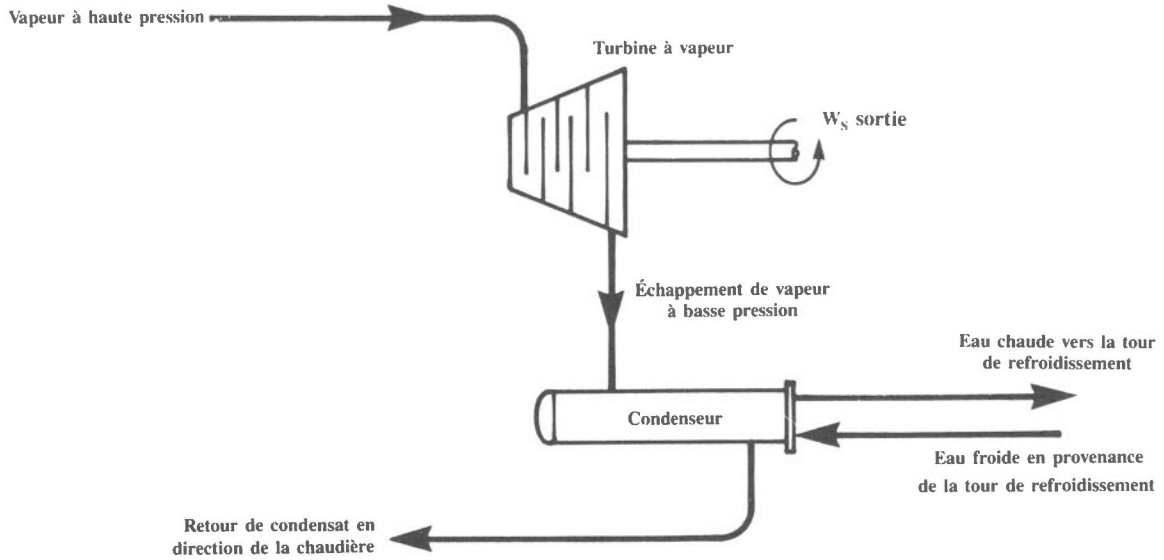 Vapeur à haute pression
Turbine à vapeur
W_S sortie
Échappement de vapeur
à basse pression
Eau chaude vers la tour
de refroidissement
Condenseur
Eau froide en provenance
de la tour de refroidissement
Retour de condensat en
direction de la chaudière